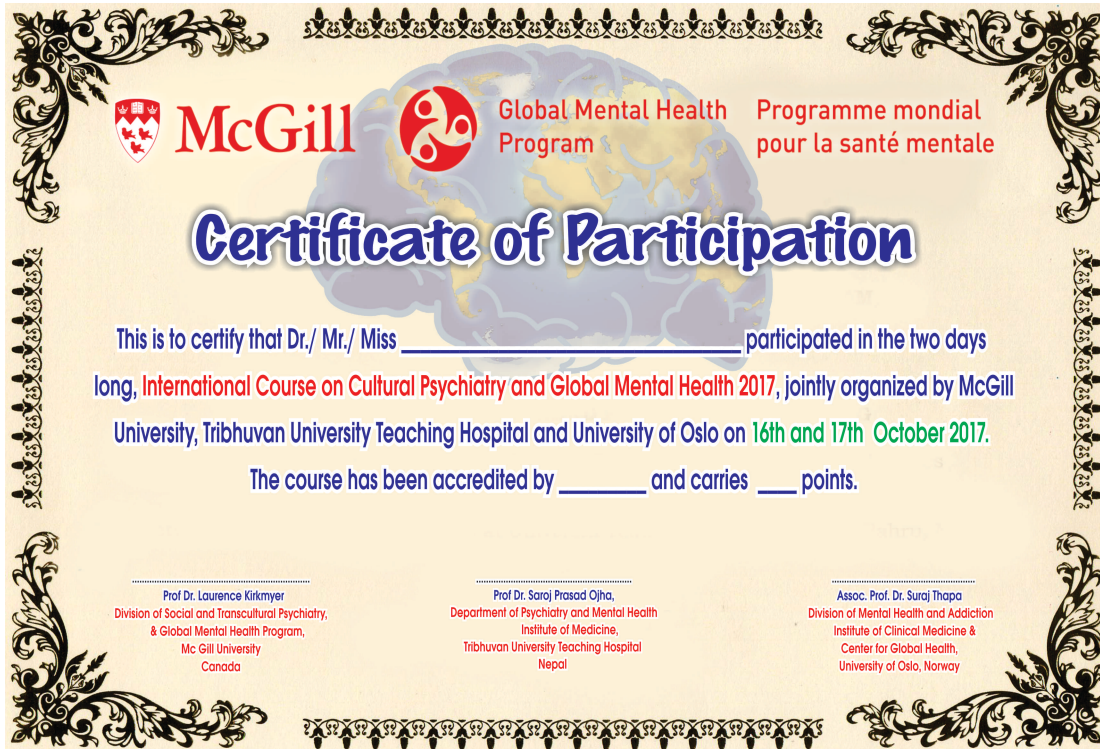 McGill
Global Mental Health
Program
Programme mondial
pour la santé mentale
Certificate of Participation
This is to certify that Dr./ Mr./ Miss ______________________________ participated in the two days
long, International Course on Cultural Psychiatry and Global Mental Health 2017, jointly organized by McGill
University, Tribhuvan University Teaching Hospital and University of Oslo on 16th and 17th October 2017.
The course has been accredited by ________ and carries ____ points.
Prof Dr. Laurence Kirkmyer
Division of Social and Transcultural Psychiatry,
& Global Mental Health Program,
Mc Gill University
Canada
Prof Dr. Saroj Prasad Ojha,
Department of Psychiatry and Mental Health
Institute of Medicine,
Tribhuvan University Teaching Hospital
Nepal
Assoc. Prof. Dr. Suraj Thapa
Division of Mental Health and Addiction
Institute of Clinical Medicine &
Center for Global Health,
University of Oslo, Norway